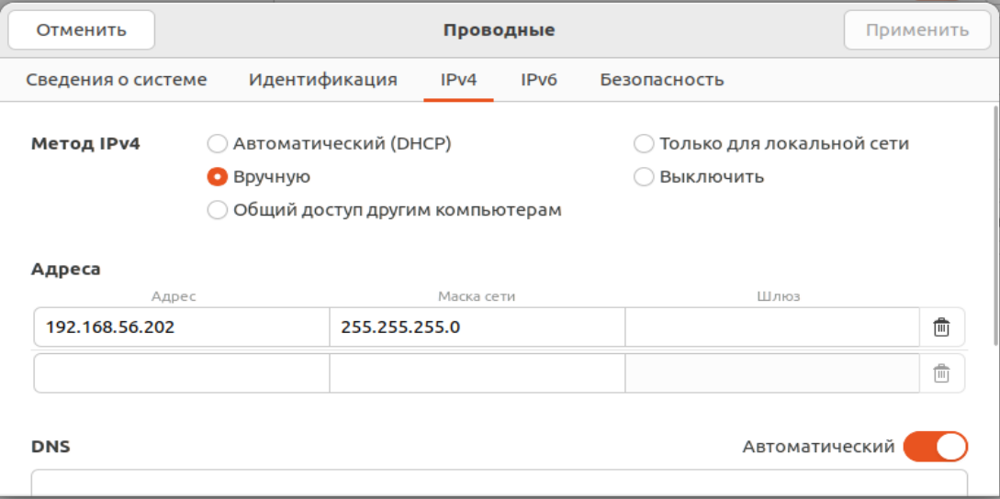 Отменить Проводные Применить
Сведения о системе Идентификация IPv4 IPv6 Безопасность
Метод IPv4 Автоматический (DHCP) Только для локальной сети
Вручную Выключить
Общий доступ другим компьютерам
Адреса
Адрес Маска сети Шлюз
192.168.56.202 255.255.255.0
DNS Автоматический